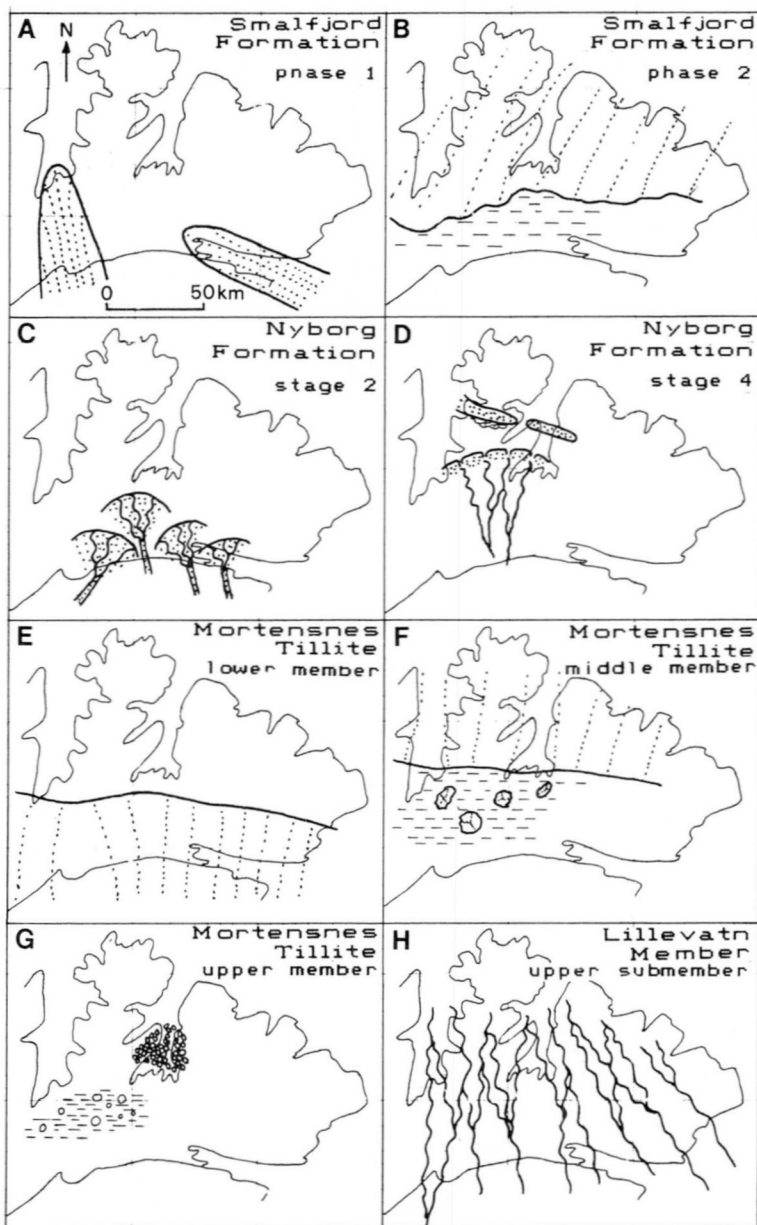 A
Smalfjord
Formation
pnase 1
N
0 50km
B
Smalfjord
Formation
phase 2
C
Nyborg
Formation
stage 2
D
Nyborg
Formation
stage 4
E
Mortensnes
Tillite
lower member
F
Mortensnes
Tillite
middle member
G
Mortensnes
Tillite
upper member
H
Lillevatn
Member
upper submember